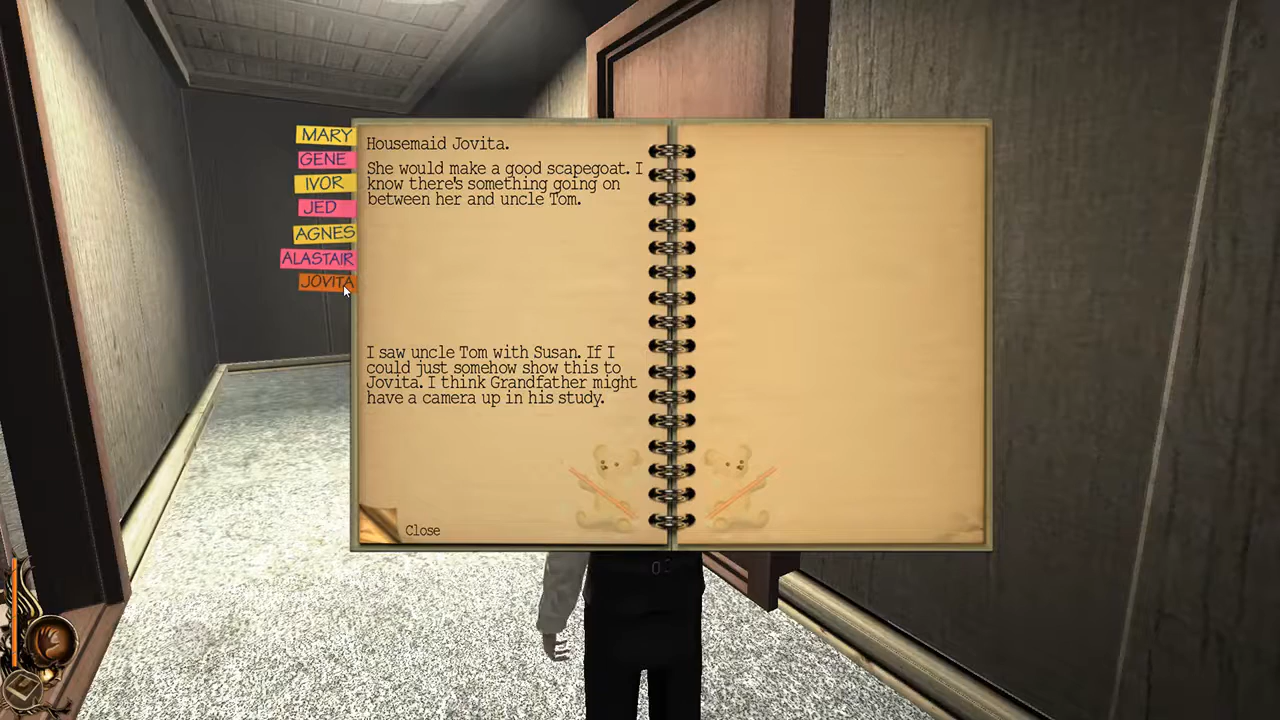 MARY
GENE
IVOR
JED
AGNES
ALASTAIR
JOVITA
Housemaid Jovita.
She would make a good scapegoat. I
know there's something going on
between her and uncle Tom.
I saw uncle Tom with Susan. If I
could just somehow show this to
Jovita. I think Grandfather might
have a camera up in his study.
Close